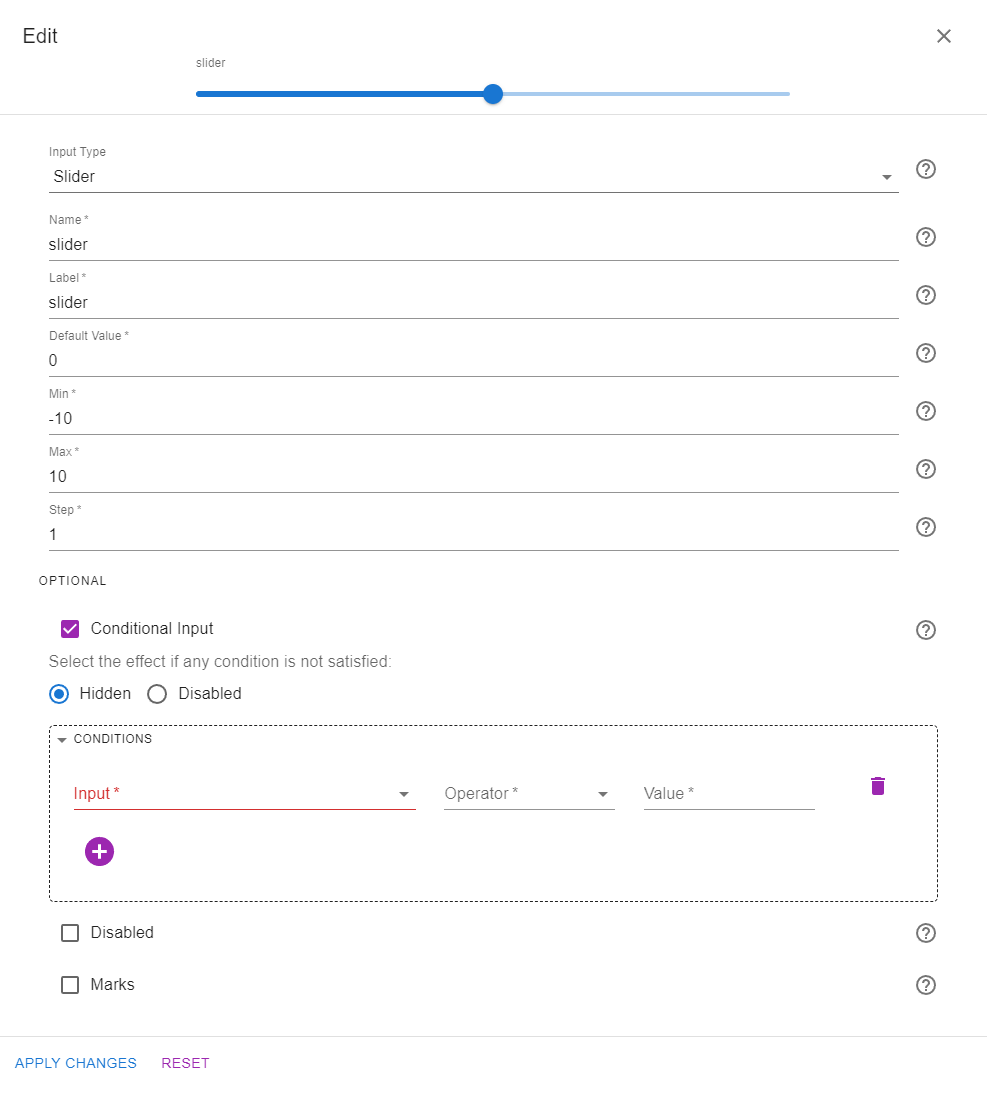 Edit
slider
Input Type
Slider
Name *
slider
Label *
slider
Default Value *
0
Min *
-10
Max *
10
Step *
1
OPTIONAL
Conditional Input
Select the effect if any condition is not satisfied:
Hidden Disabled
CONDITIONS
Input * Operator * Value *
Disabled
Marks
APPLY CHANGES RESET